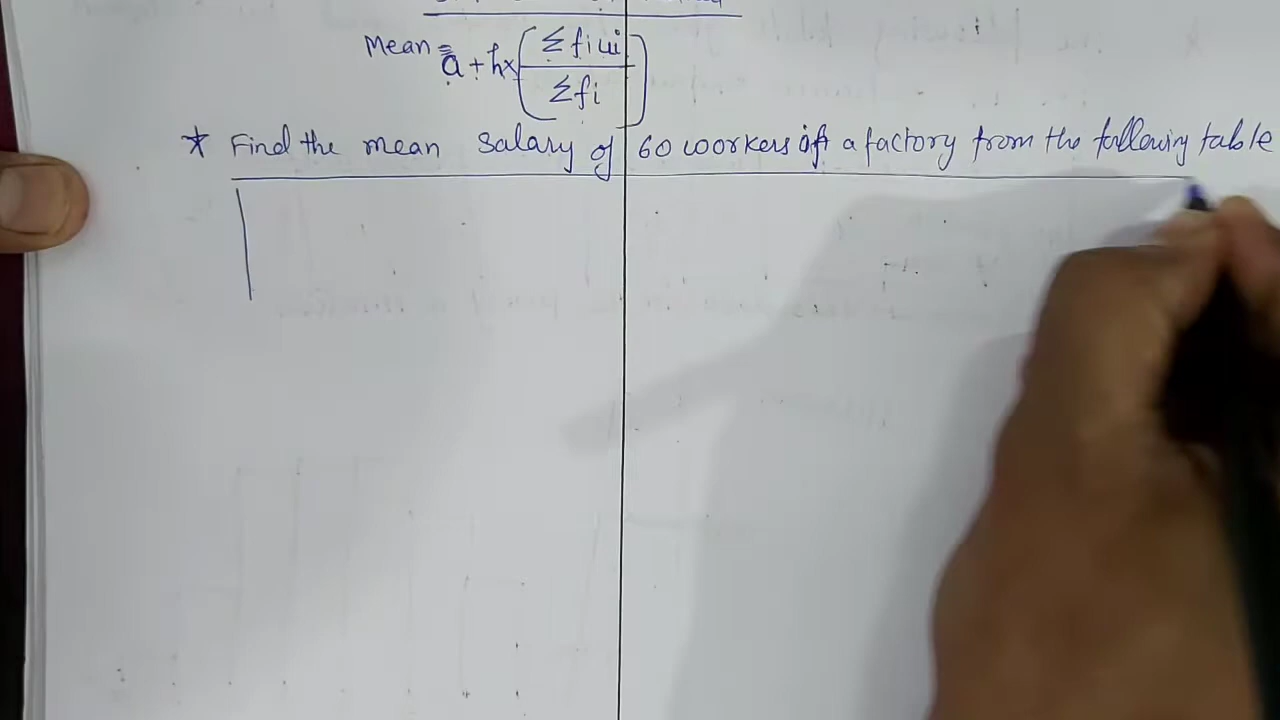 Mean = a + h× ( Σfiui / Σfi )
* Find the mean salary of 60 workers of a factory from the following table